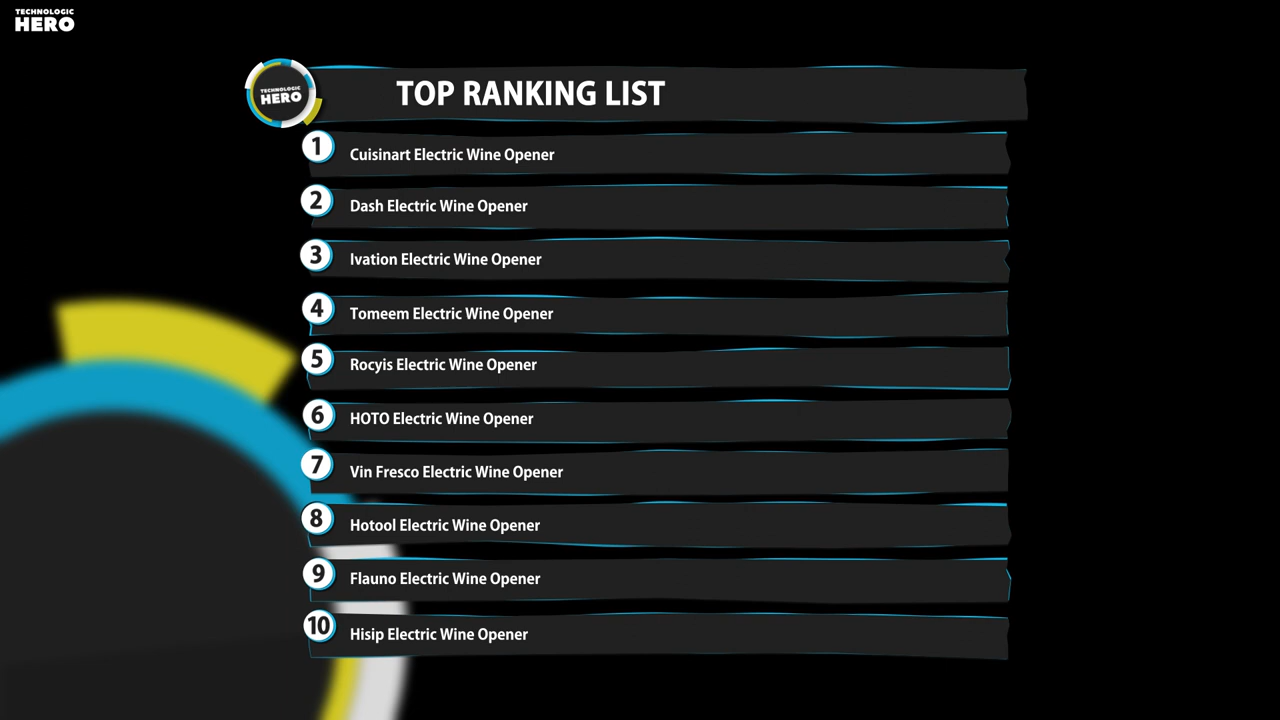 TECHNOLOGIC
HERO
TECHNOLOGIC
HERO
TOP RANKING LIST
1
Cuisinart Electric Wine Opener
2
Dash Electric Wine Opener
3
Ivation Electric Wine Opener
4
Tomeem Electric Wine Opener
5
Rocyis Electric Wine Opener
6
HOTO Electric Wine Opener
7
Vin Fresco Electric Wine Opener
8
Hotool Electric Wine Opener
9
Flauno Electric Wine Opener
10
Hisip Electric Wine Opener